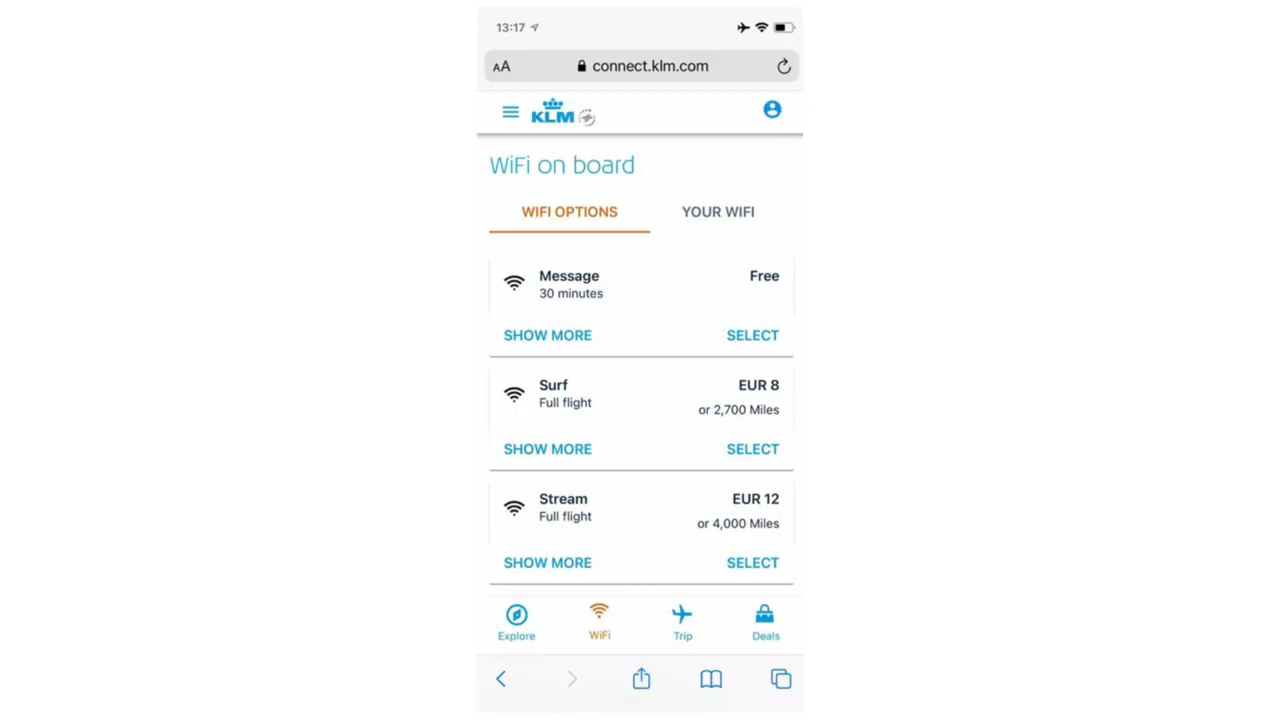 13:17
AA connect.klm.com
KLM
WiFi on board
WIFI OPTIONS YOUR WIFI
Message Free
30 minutes
SHOW MORE SELECT
Surf EUR 8
Full flight or 2,700 Miles
SHOW MORE SELECT
Stream EUR 12
Full flight or 4,000 Miles
SHOW MORE SELECT
Explore WiFi Trip Deals